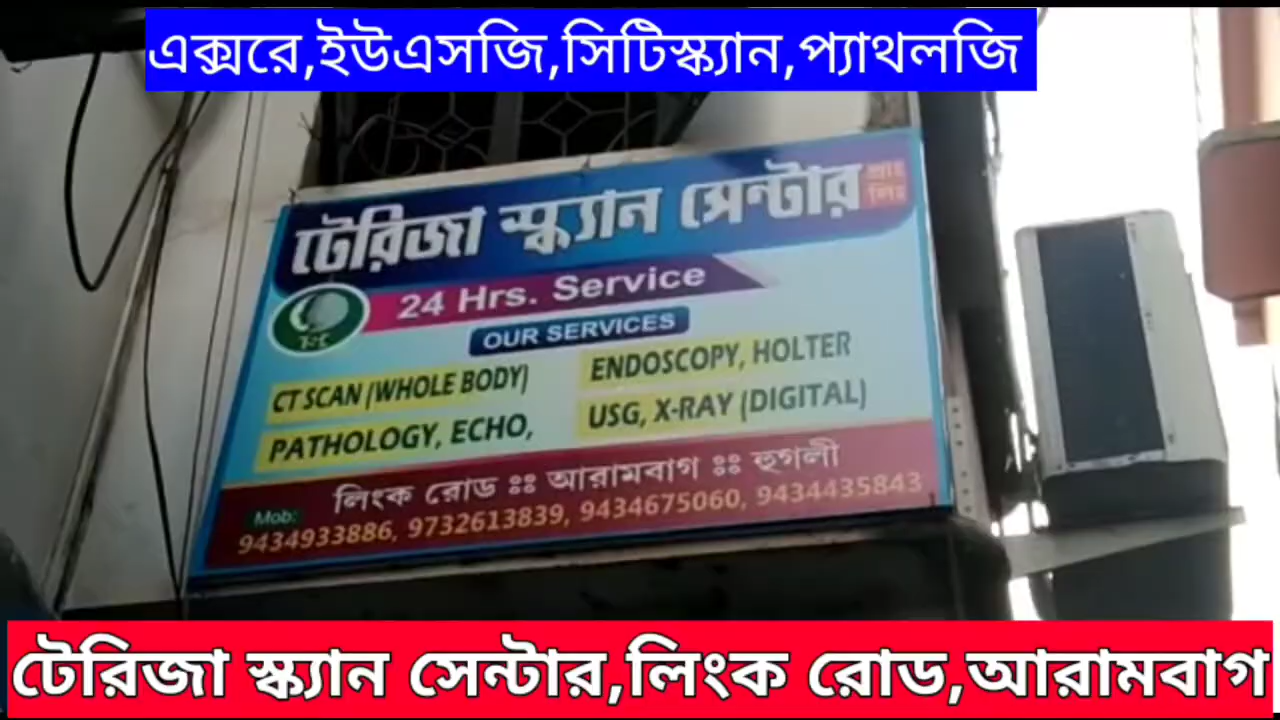 এক্সরে,ইউএসজি,সিটিস্ক্যান,প্যাথলজি
টেরিজা স্ক্যান সেন্টার প্রাঃ লিঃ
24 Hrs. Service
OUR SERVICES
CT SCAN (WHOLE BODY)
ENDOSCOPY, HOLTER
PATHOLOGY, ECHO,
USG, X-RAY (DIGITAL)
লিংক রোড ঃঃ আরামবাগ ঃঃ হুগলী
Mob:
9434933886, 9732613839, 9434675060, 9434435843
টেরিজা স্ক্যান সেন্টার,লিংক রোড,আরামবাগ